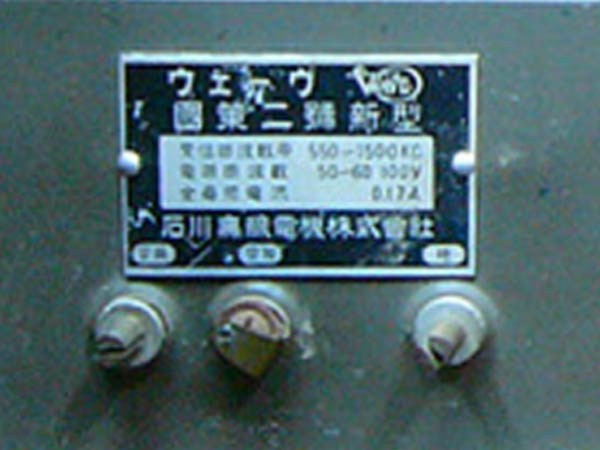 ウェーヴ
國策二號新型
受信周波數帶 550-1500KC
電源周波數 50-60 100V
全負荷電流 0.17A
石川無線電機株式會社